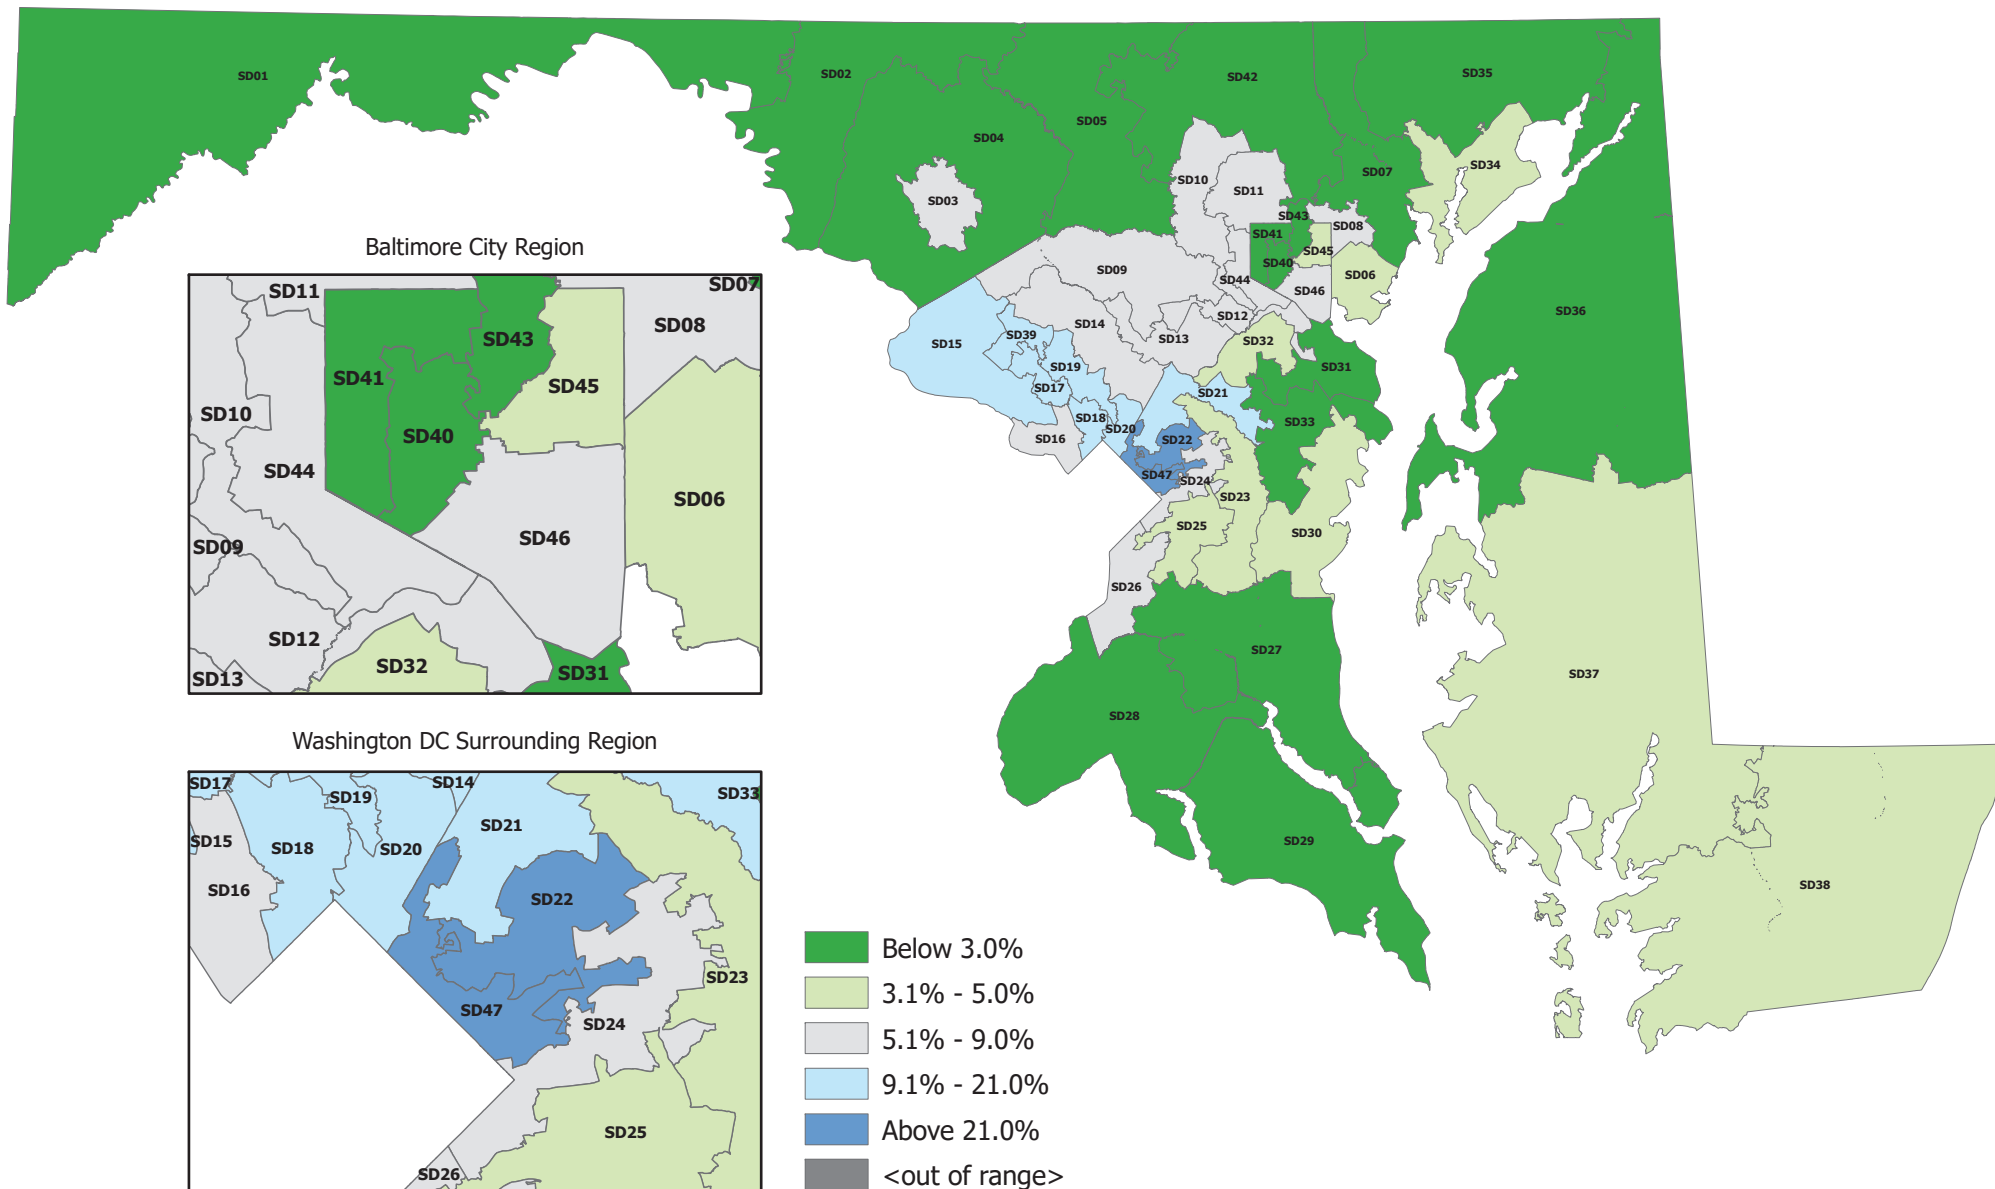 SD01
SD02
SD42
SD35
SD05
SD04
SD34
SD07
SD10
SD11
SD03
SD43
SD08
SD41
SD45
SD40
SD06
SD09
SD44
SD46
SD36
SD14
SD12
SD13
SD32
SD39
SD15
SD19
SD31
SD17
SD21
SD18
SD20
SD33
SD16
SD22
SD47
SD24
SD23
SD25
SD30
SD26
SD27
SD37
SD28
SD29
SD38
Baltimore City Region
SD11
SD07
SD08
SD43
SD41
SD45
SD10
SD40
SD44
SD06
SD46
SD09
SD12
SD32
SD31
SD13
Washington DC Surrounding Region
SD17
SD14
SD19
SD33
SD21
SD15
SD18
SD20
SD16
SD22
SD23
SD47
SD24
SD25
SD26
Below 3.0%
3.1% - 5.0%
5.1% - 9.0%
9.1% - 21.0%
Above 21.0%
<out of range>